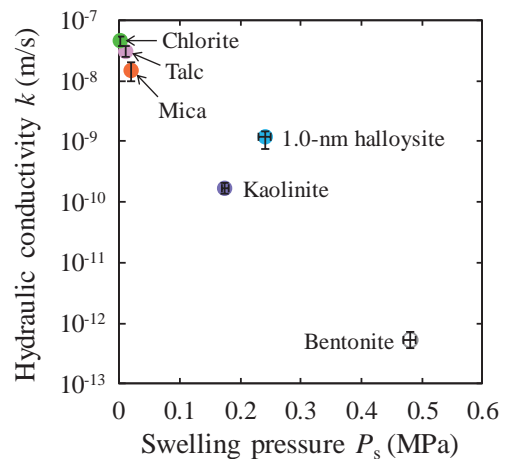 Hydraulic conductivity k (m/s)
10⁻⁷
10⁻⁸
10⁻⁹
10⁻¹⁰
10⁻¹¹
10⁻¹²
10⁻¹³
Chlorite
Talc
Mica
1.0-nm halloysite
Kaolinite
Bentonite
0 0.1 0.2 0.3 0.4 0.5 0.6
Swelling pressure Pₛ (MPa)